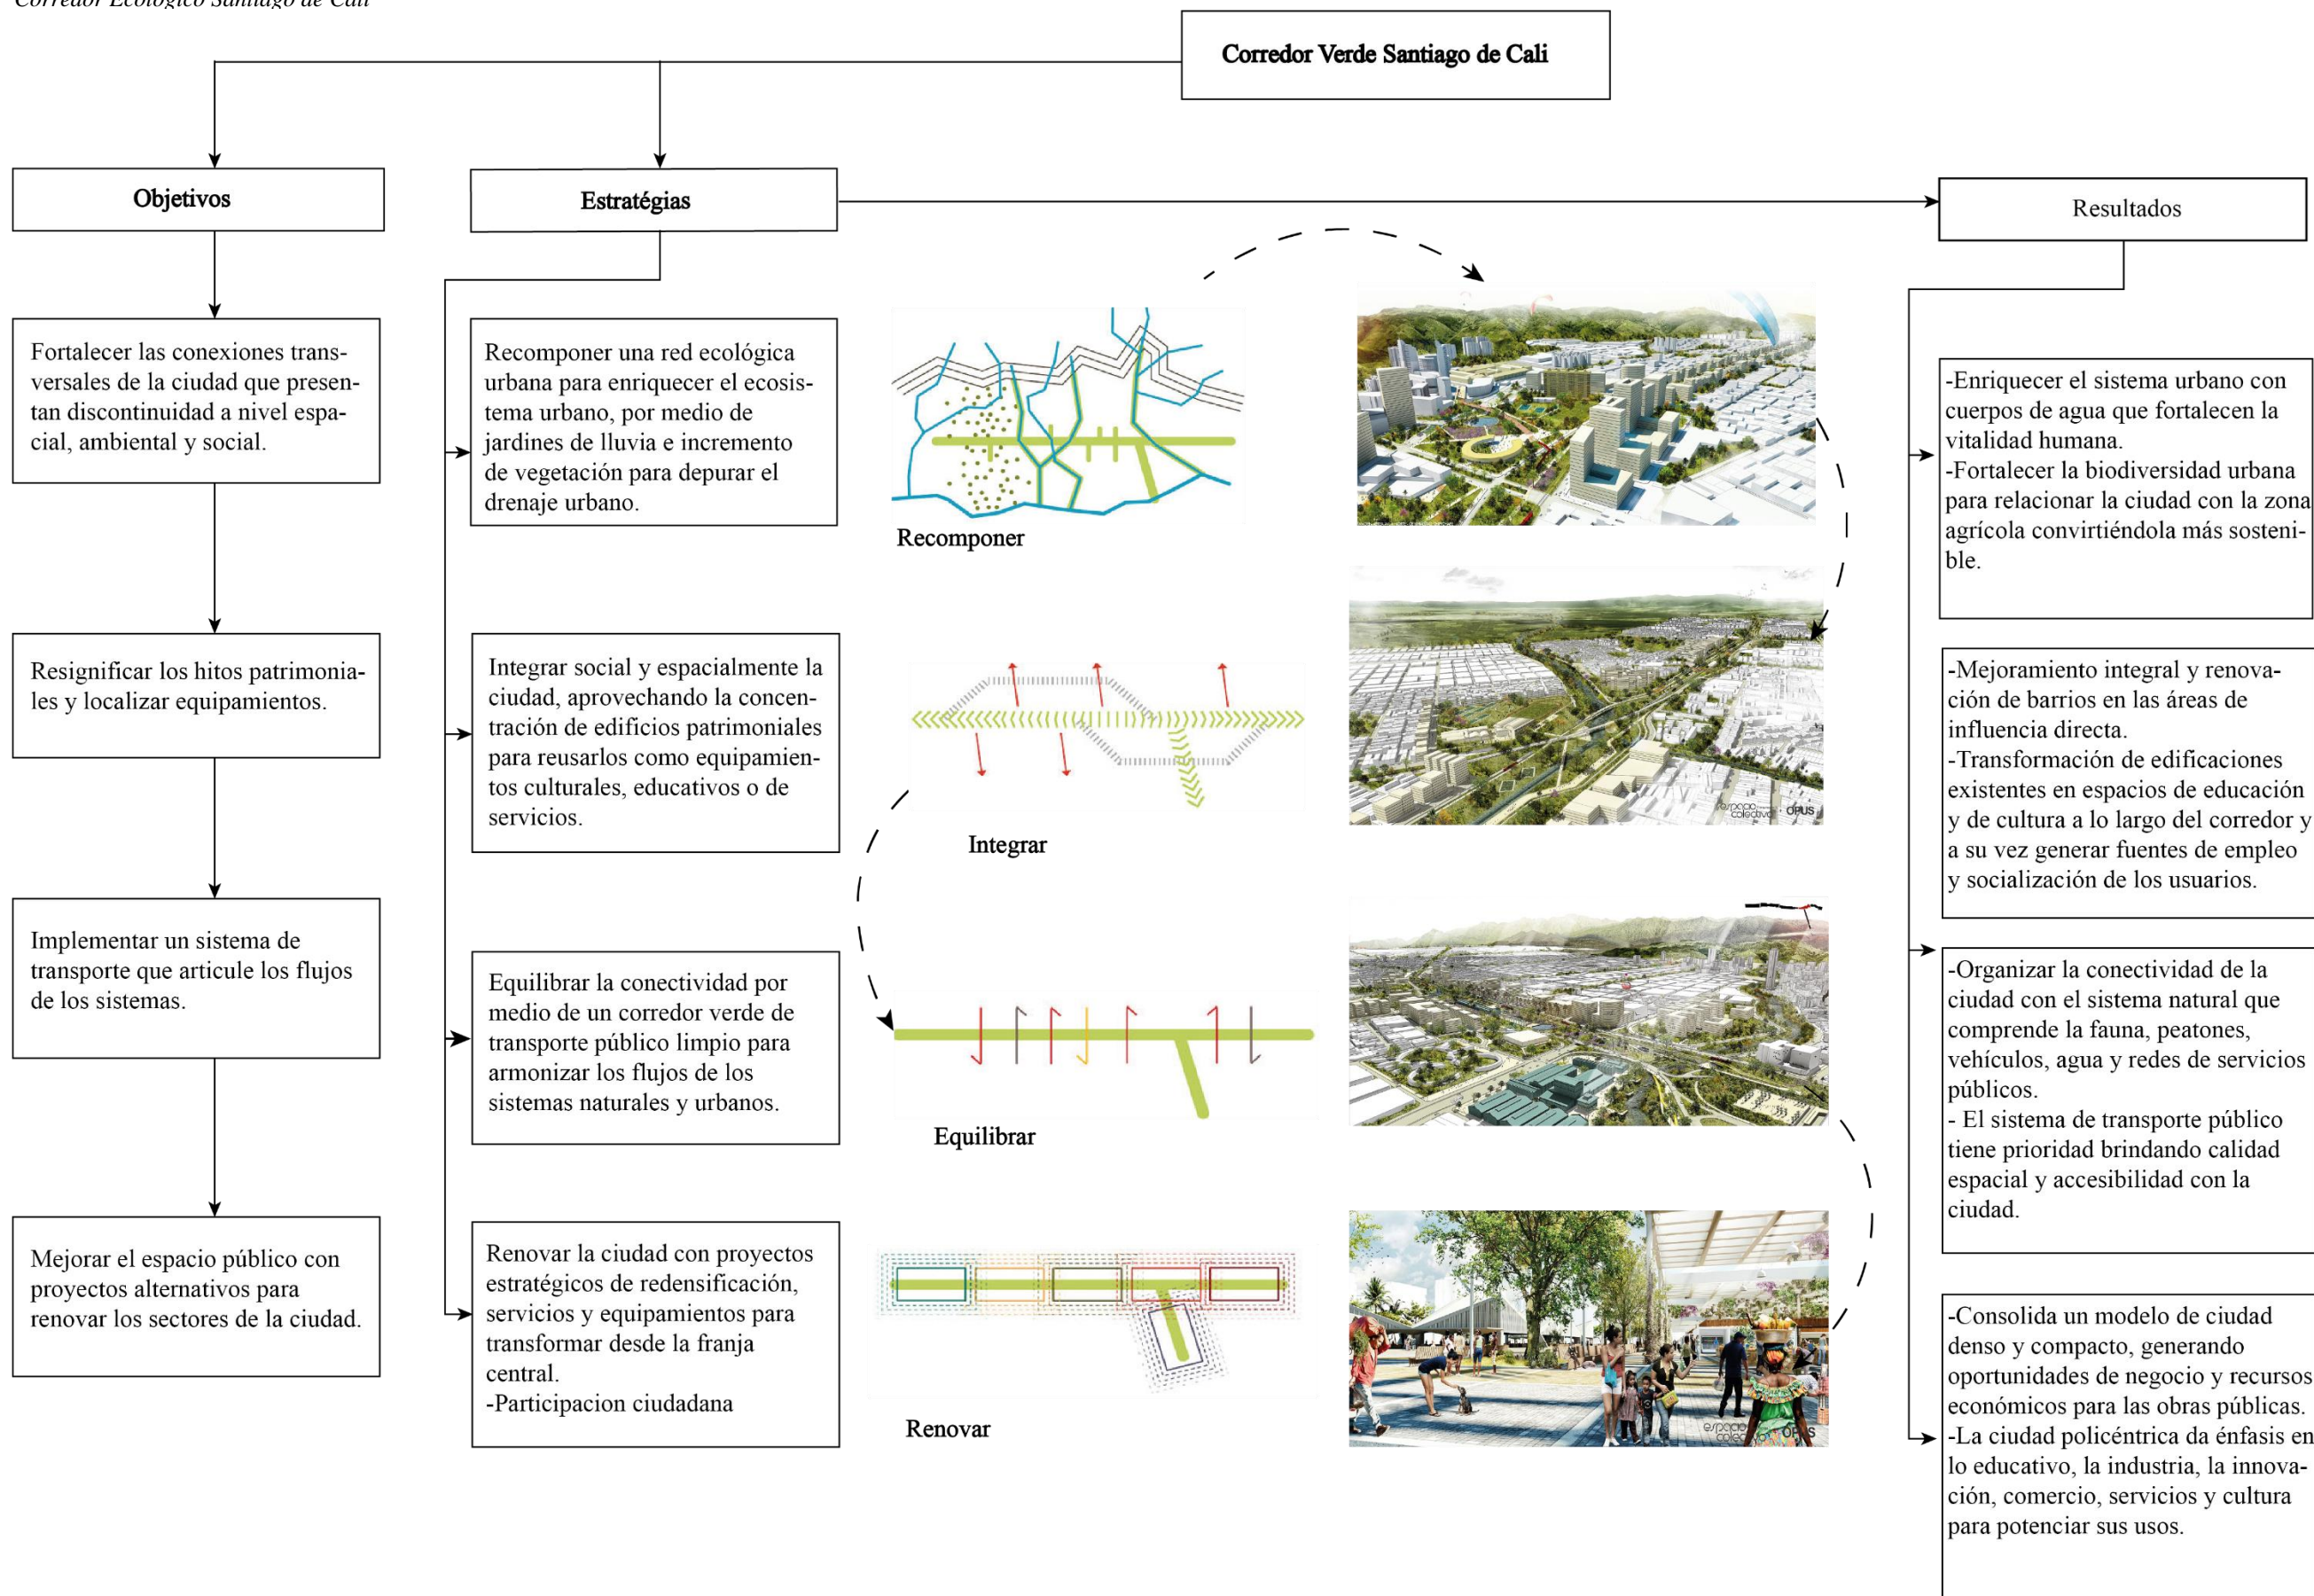 Corredor Ecológico Santiago de Cali
Corredor Verde Santiago de Cali
Objetivos
Estratégias
Resultados
Fortalecer las conexiones trans-
versales de la ciudad que presen-
tan discontinuidad a nivel espa-
cial, ambiental y social.
Resignificar los hitos patrimonia-
les y localizar equipamientos.
Implementar un sistema de
transporte que articule los flujos
de los sistemas.
Mejorar el espacio público con
proyectos alternativos para
renovar los sectores de la ciudad.
Recomponer una red ecológica
urbana para enriquecer el ecosis-
tema urbano, por medio de
jardines de lluvia e incremento
de vegetación para depurar el
drenaje urbano.
Integrar social y espacialmente la
ciudad, aprovechando la concen-
tración de edificios patrimoniales
para reusarlos como equipamien-
tos culturales, educativos o de
servicios.
Equilibrar la conectividad por
medio de un corredor verde de
transporte público limpio para
armonizar los flujos de los
sistemas naturales y urbanos.
Renovar la ciudad con proyectos
estratégicos de redensificación,
servicios y equipamientos para
transformar desde la franja
central.
-Participacion ciudadana
Recomponer
Integrar
Equilibrar
Renovar
espacio
colectivo · OPUS
espacio
colectivo OPUS
-Enriquecer el sistema urbano con
cuerpos de agua que fortalecen la
vitalidad humana.
-Fortalecer la biodiversidad urbana
para relacionar la ciudad con la zona
agrícola convirtiéndola más sosteni-
ble.
-Mejoramiento integral y renova-
ción de barrios en las áreas de
influencia directa.
-Transformación de edificaciones
existentes en espacios de educación
y de cultura a lo largo del corredor y
a su vez generar fuentes de empleo
y socialización de los usuarios.
-Organizar la conectividad de la
ciudad con el sistema natural que
comprende la fauna, peatones,
vehículos, agua y redes de servicios
públicos.
- El sistema de transporte público
tiene prioridad brindando calidad
espacial y accesibilidad con la
ciudad.
-Consolida un modelo de ciudad
denso y compacto, generando
oportunidades de negocio y recursos
económicos para las obras públicas.
-La ciudad policéntrica da énfasis en
lo educativo, la industria, la innova-
ción, comercio, servicios y cultura
para potenciar sus usos.